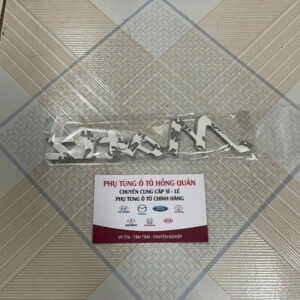 PHỤ TÙNG Ô TÔ HỒNG QUÂN
CHUYÊN CUNG CẤP SỈ - LẺ
PHỤ TÙNG Ô TÔ CHÍNH HÃNG
UY TÍN - TẬN TÂM - CHUYÊN NGHIỆP